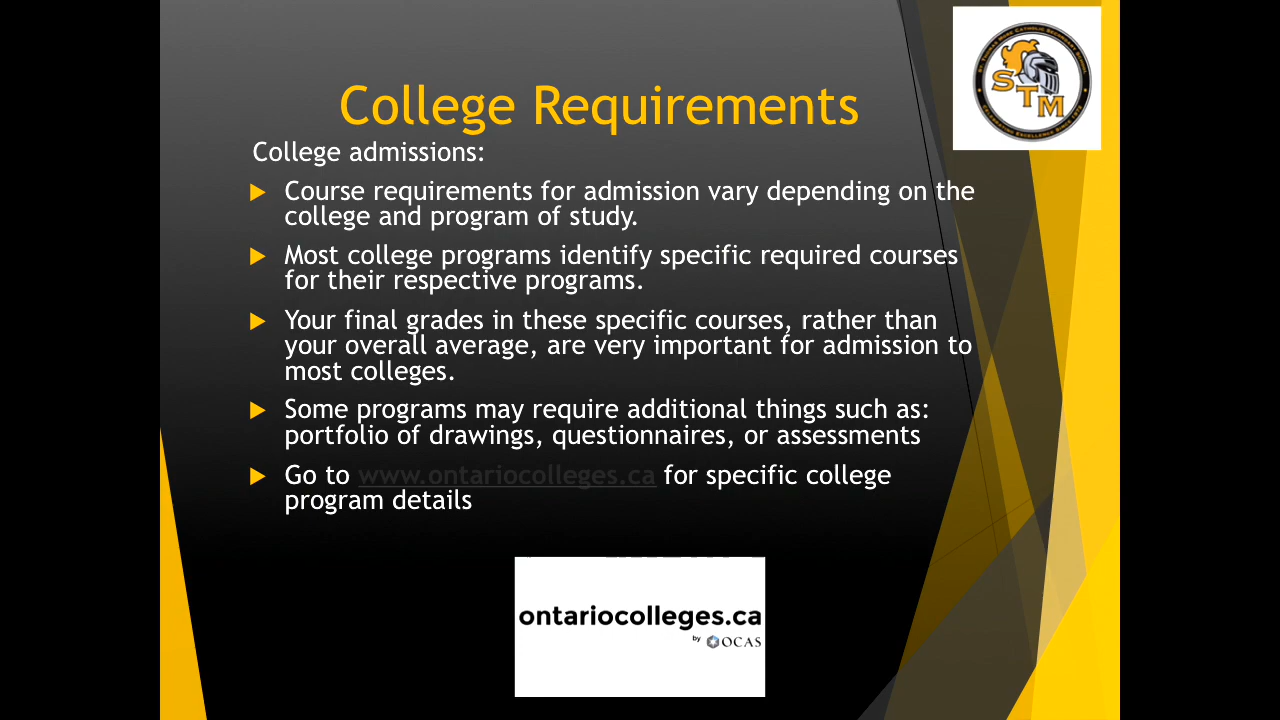 College Requirements
College admissions:
Course requirements for admission vary depending on the
college and program of study.
Most college programs identify specific required courses
for their respective programs.
Your final grades in these specific courses, rather than
your overall average, are very important for admission to
most colleges.
Some programs may require additional things such as:
portfolio of drawings, questionnaires, or assessments
Go to www.ontariocolleges.ca for specific college
program details
ontariocolleges.ca
by OCAS
STM